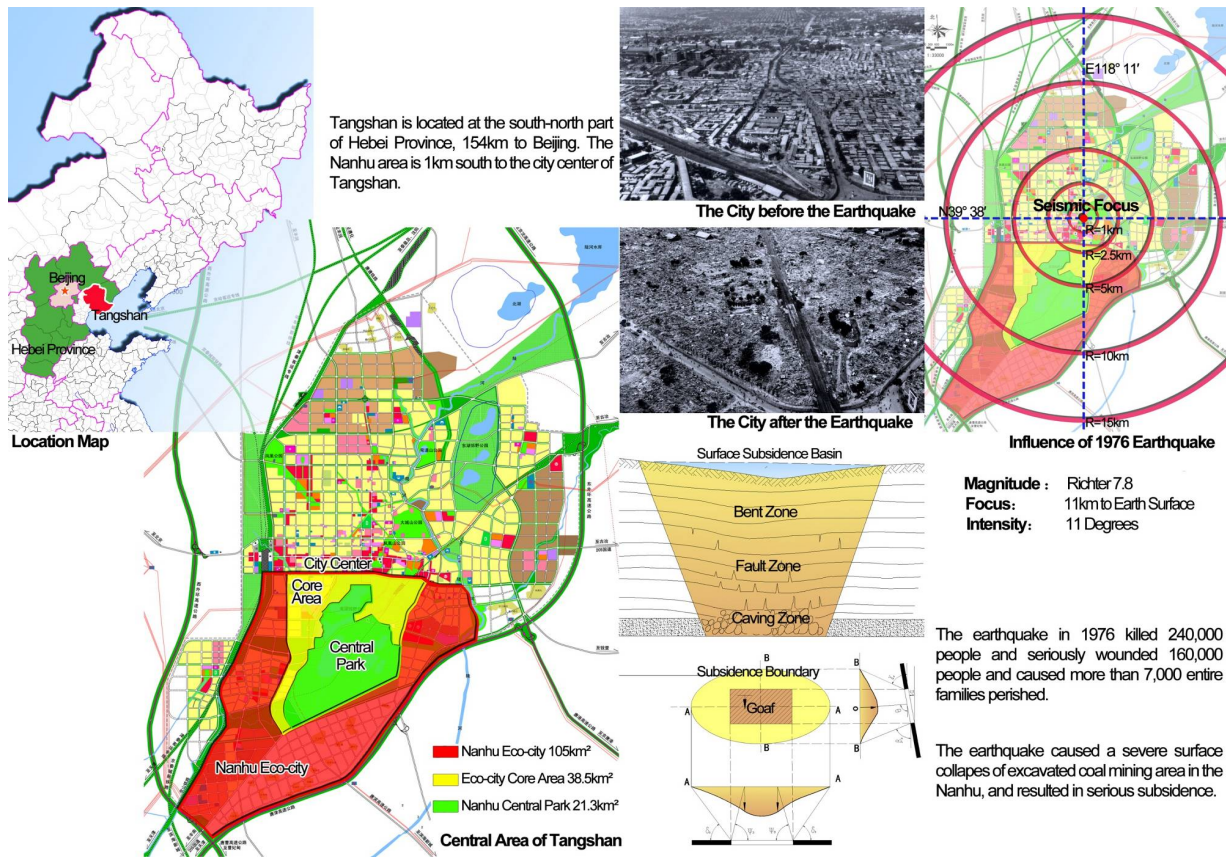 Tangshan is located at the south-north part
of Hebei Province, 154km to Beijing. The
Nanhu area is 1km south to the city center of
Tangshan.
Beijing
Tangshan
Hebei Province
Location Map
The City before the Earthquake
The City after the Earthquake
E118° 11′
N39° 38′
Seismic Focus
R=1km
R=2.5km
R=5km
R=10km
R=15km
Influence of 1976 Earthquake
Magnitude : Richter 7.8
Focus: 11km to Earth Surface
Intensity: 11 Degrees
City Center
Core
Area
Central
Park
Nanhu Eco-city
Nanhu Eco-city 105km²
Eco-city Core Area 38.5km²
Nanhu Central Park 21.3km²
Central Area of Tangshan
Surface Subsidence Basin
Bent Zone
Fault Zone
Caving Zone
Subsidence Boundary
B
B
A
Goaf
A
B
O
B
A
A
The earthquake in 1976 killed 240,000
people and seriously wounded 160,000
people and caused more than 7,000 entire
families perished.
The earthquake caused a severe surface
collapes of excavated coal mining area in the
Nanhu, and resulted in serious subsidence.